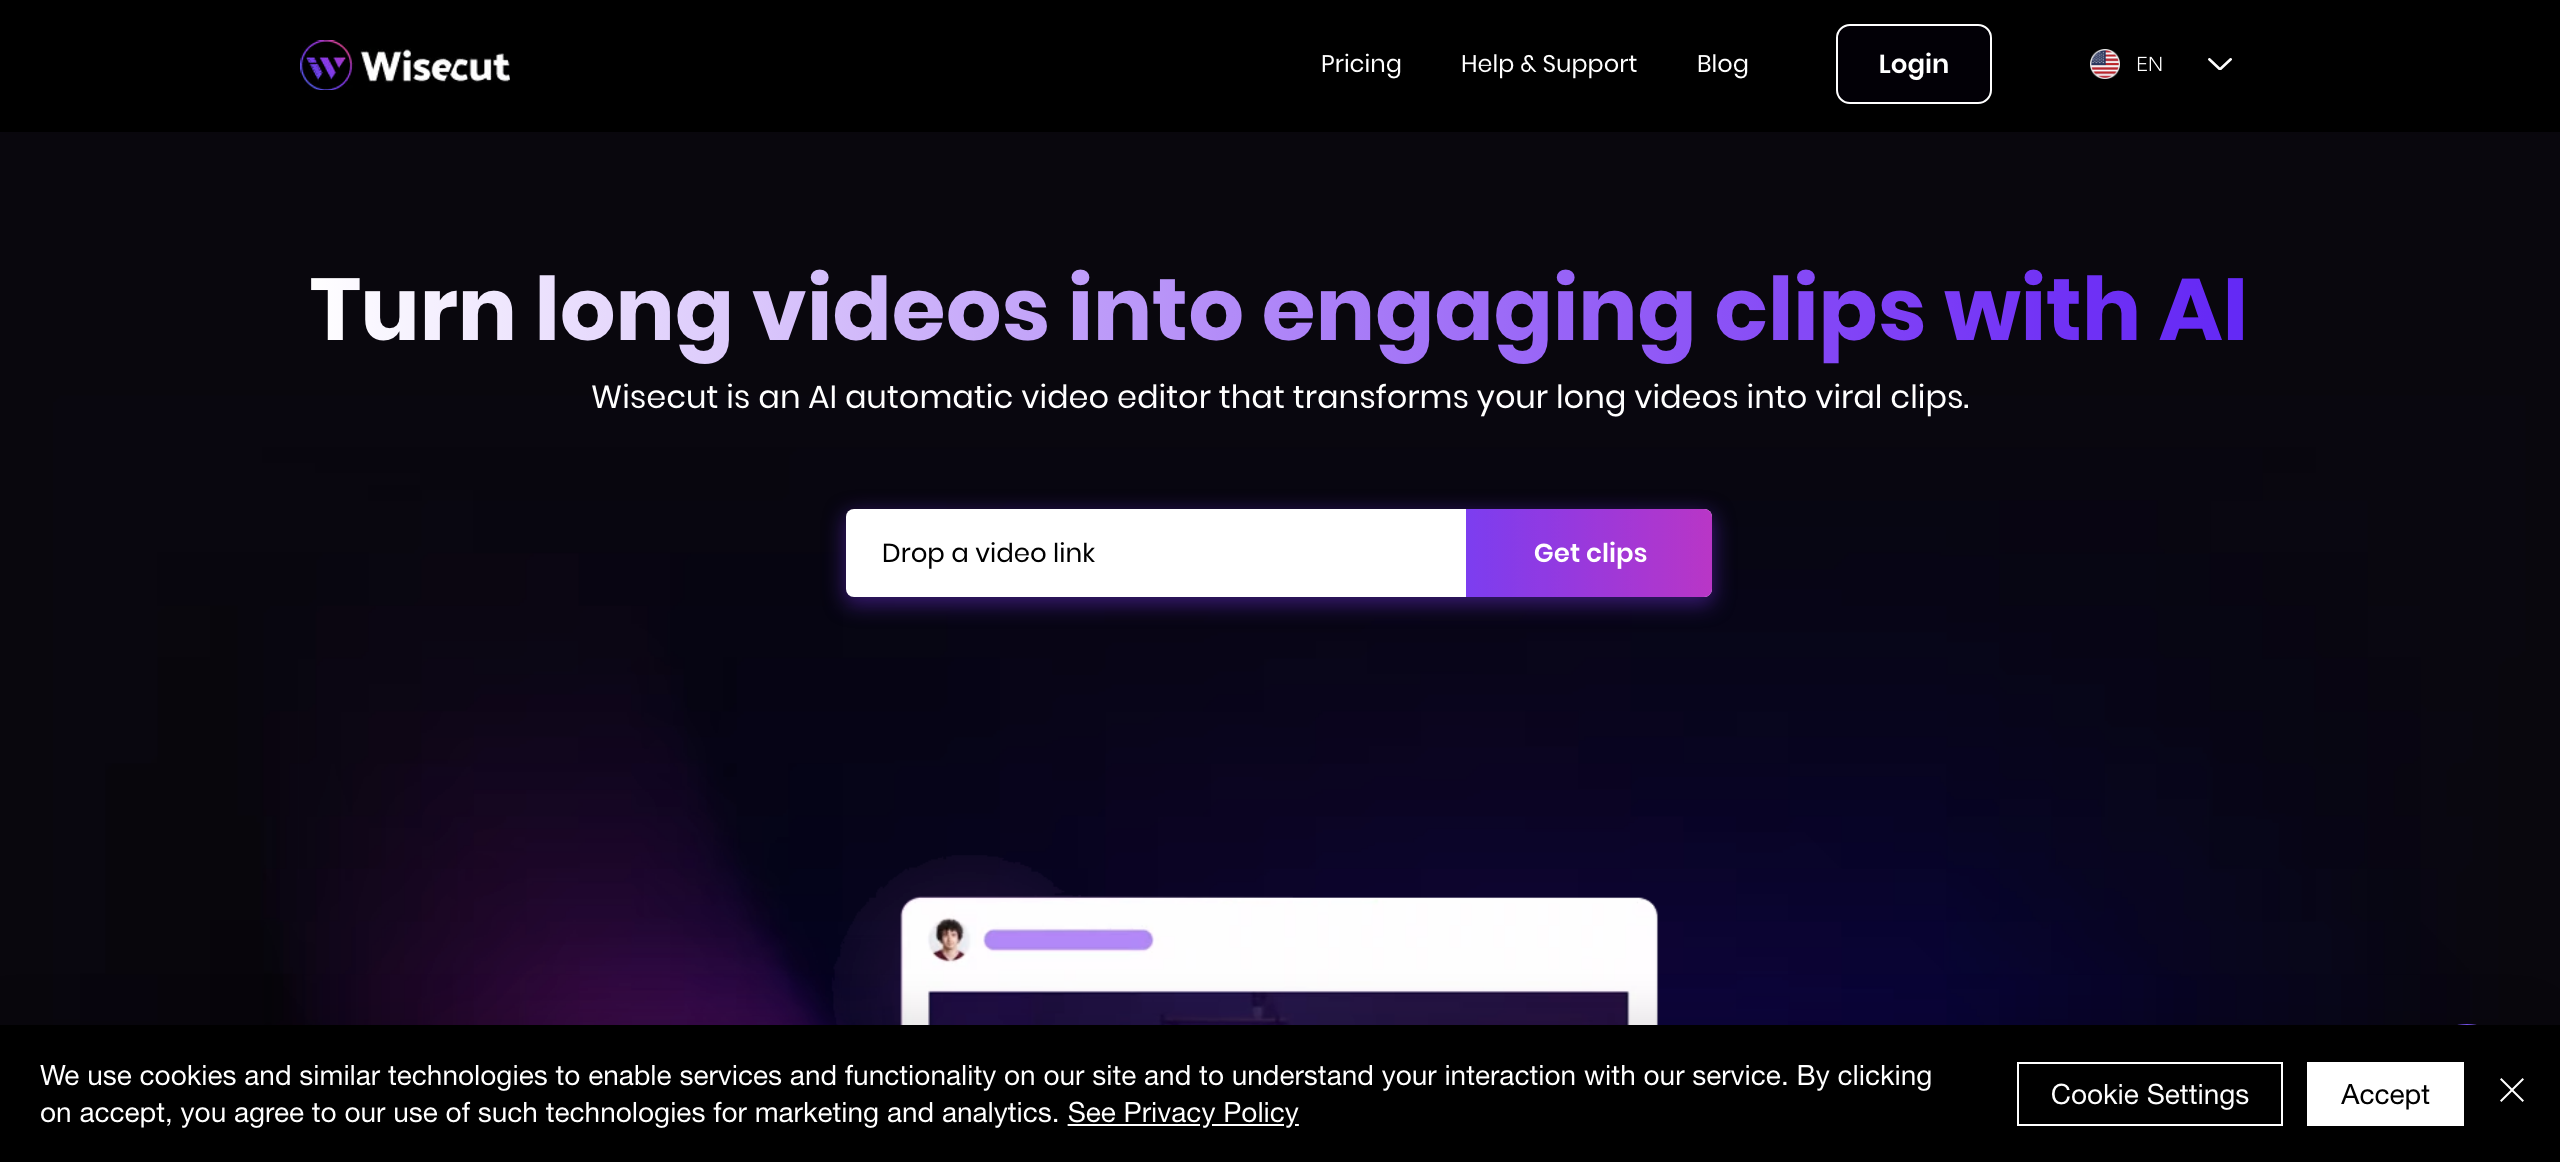 Wisecut
Pricing
Help & Support
Blog
Login
EN
Turn long videos into engaging clips with AI
Wisecut is an AI automatic video editor that transforms your long videos into viral clips.
Drop a video link
Get clips
We use cookies and similar technologies to enable services and functionality on our site and to understand your interaction with our service. By clicking
on accept, you agree to our use of such technologies for marketing and analytics. See Privacy Policy
Cookie Settings
Accept